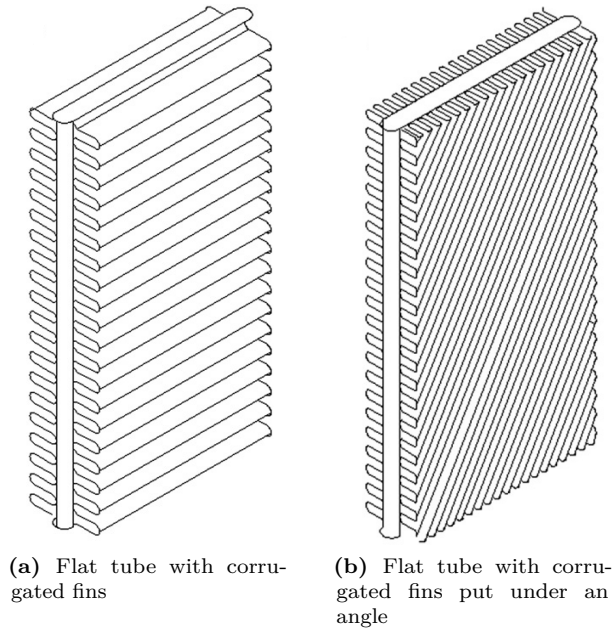 (a) Flat tube with corru-
gated fins
(b) Flat tube with corru-
gated fins put under an
angle